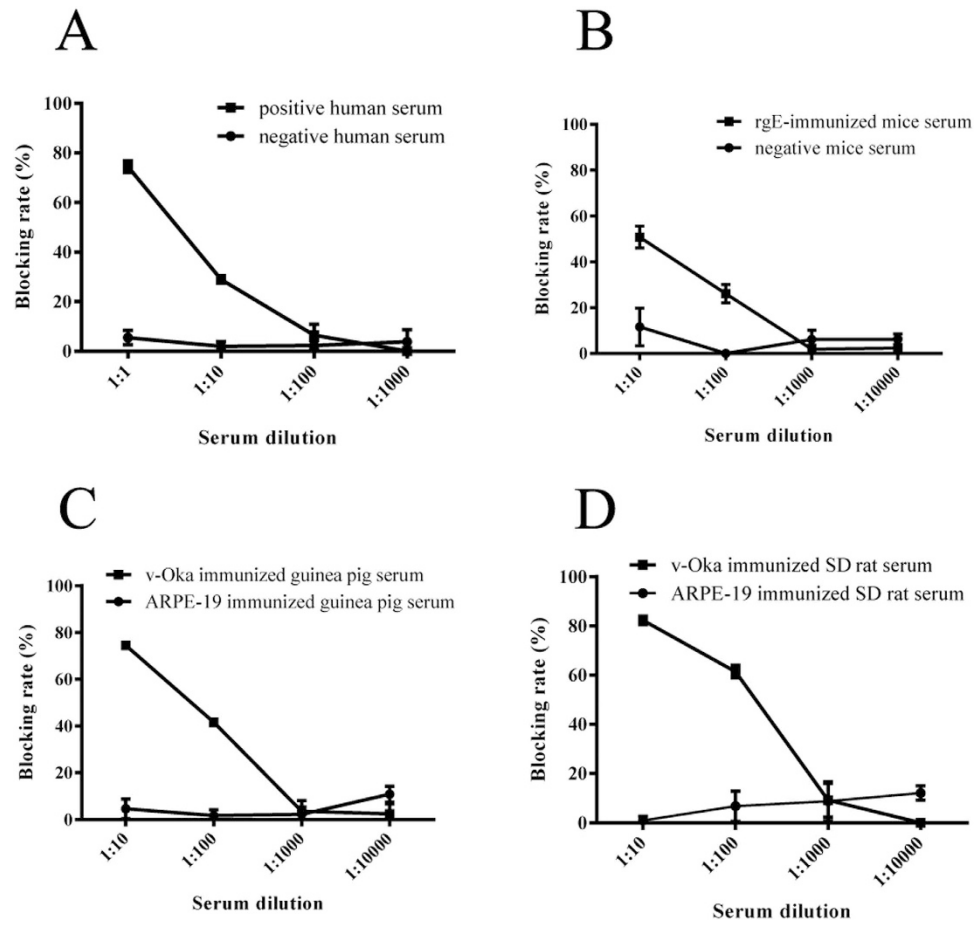 A
positive human serum
negative human serum
Blocking rate (%)
100
80
60
40
20
0
1:1
1:10
1:100
1:1000
Serum dilution
B
rgE-immunized mice serum
negative mice serum
Blocking rate (%)
100
80
60
40
20
0
1:10
1:100
1:1000
1:10000
Serum dilution
C
v-Oka immunized guinea pig serum
ARPE-19 immunized guinea pig serum
Blocking rate (%)
100
80
60
40
20
0
1:10
1:100
1:1000
1:10000
Serum dilution
D
v-Oka immunized SD rat serum
ARPE-19 immunized SD rat serum
Blocking rate (%)
100
80
60
40
20
0
1:10
1:100
1:1000
1:10000
Serum dilution